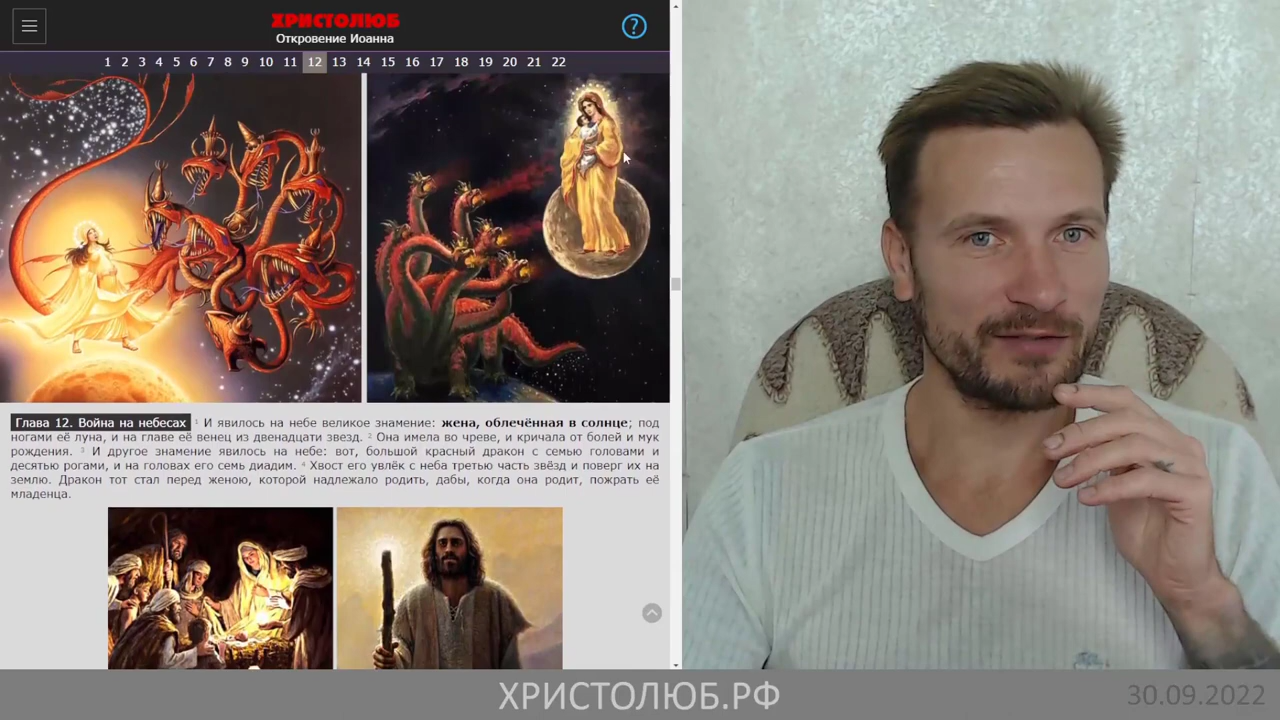 ХРИСТОЛЮБ
Откровение Иоанна
?
1 2 3 4 5 6 7 8 9 10 11 12 13 14 15 16 17 18 19 20 21 22
Глава 12. Война на небесах 1 И явилось на небе великое знамение: жена, облечённая в солнце; под
ногами её луна, и на главе её венец из двенадцати звезд. 2 Она имела во чреве, и кричала от болей и мук
рождения. 3 И другое знамение явилось на небе: вот, большой красный дракон с семью головами и
десятью рогами, и на головах его семь диадим. 4 Хвост его увлёк с неба третью часть звёзд и поверг их на
землю. Дракон тот стал перед женою, которой надлежало родить, дабы, когда она родит, пожрать её
младенца.
ХРИСТОЛЮБ.РФ
30.09.2022